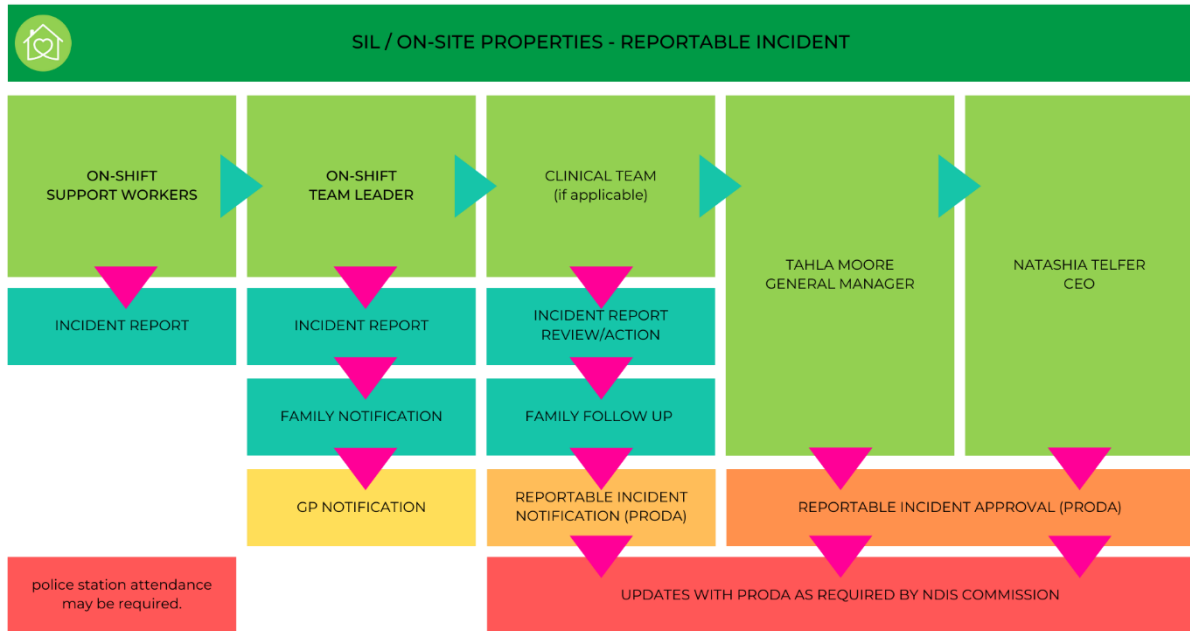 SIL / ON-SITE PROPERTIES - REPORTABLE INCIDENT
ON-SHIFT
SUPPORT WORKERS
ON-SHIFT
TEAM LEADER
CLINICAL TEAM
(if applicable)
TAHLA MOORE
GENERAL MANAGER
NATASHIA TELFER
CEO
INCIDENT REPORT
INCIDENT REPORT
INCIDENT REPORT
REVIEW/ACTION
FAMILY NOTIFICATION
FAMILY FOLLOW UP
GP NOTIFICATION
REPORTABLE INCIDENT
NOTIFICATION (PRODA)
REPORTABLE INCIDENT APPROVAL (PRODA)
police station attendance
may be required.
UPDATES WITH PRODA AS REQUIRED BY NDIS COMMISSION